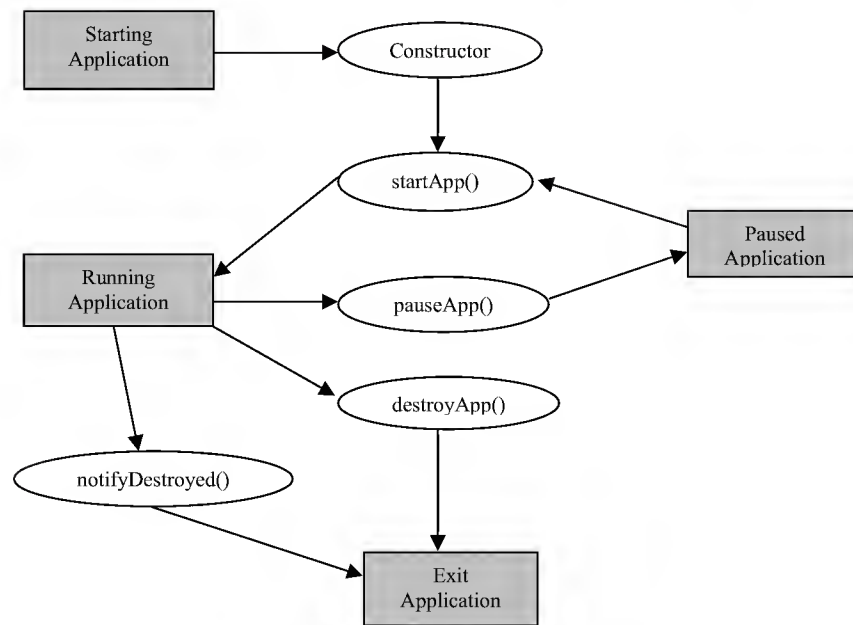 Starting
Application
Constructor
startApp()
Paused
Application
Running
Application
pauseApp()
destroyApp()
notifyDestroyed()
Exit
Application